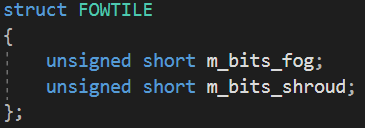 struct FOWTILE
{
    unsigned short m_bits_fog;
    unsigned short m_bits_shroud;
};